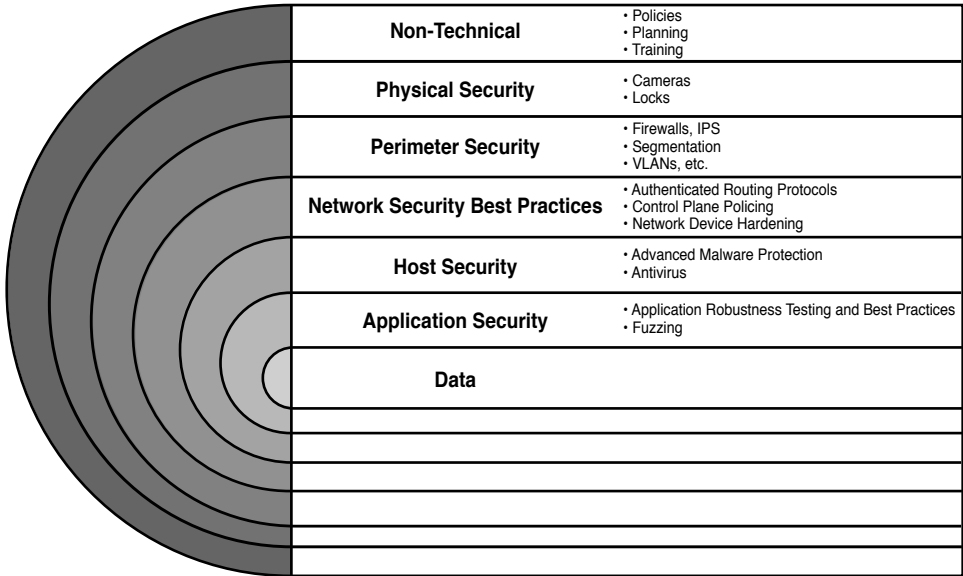 Non-Technical
• Policies
• Planning
• Training
Physical Security
• Cameras
• Locks
Perimeter Security
• Firewalls, IPS
• Segmentation
• VLANs, etc.
Network Security Best Practices
• Authenticated Routing Protocols
• Control Plane Policing
• Network Device Hardening
Host Security
• Advanced Malware Protection
• Antivirus
Application Security
• Application Robustness Testing and Best Practices
• Fuzzing
Data